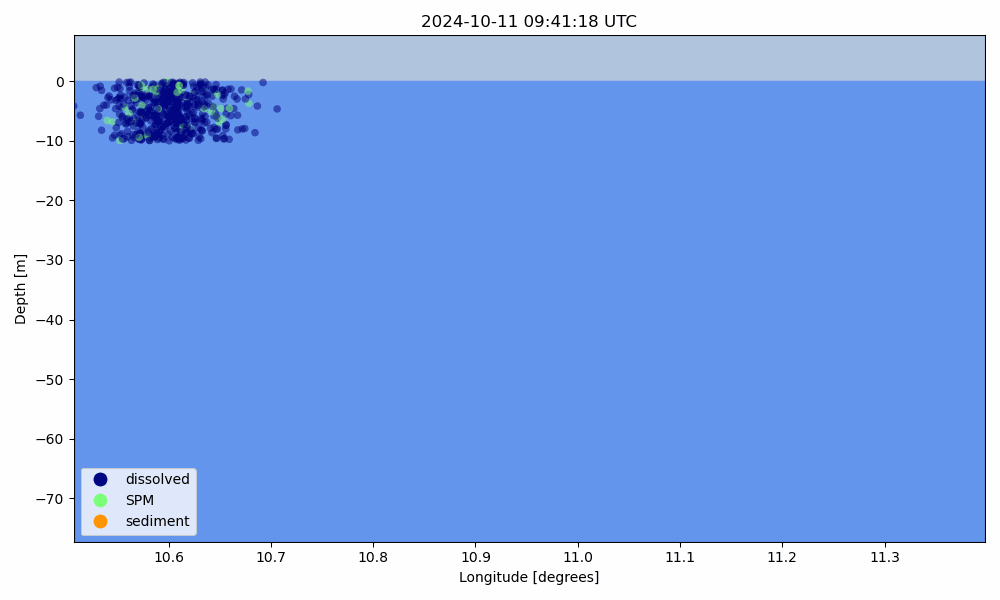 2024-10-11 09:41:18 UTC
0
−10
−20
−30
−40
−50
−60
−70
Depth [m]
dissolved
SPM
sediment
10.6 10.7 10.8 10.9 11.0 11.1 11.2 11.3
Longitude [degrees]